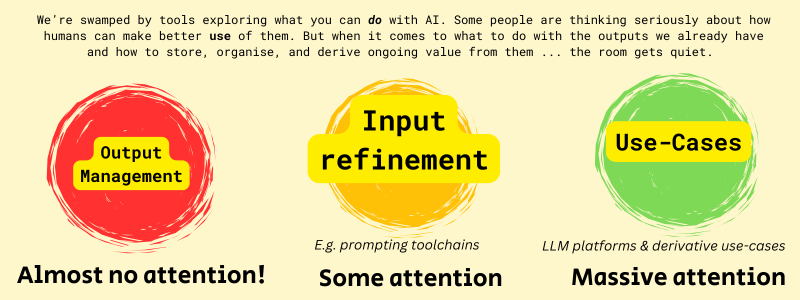 We're swamped by tools exploring what you can do with AI. Some people are thinking seriously about how
humans can make better use of them. But when it comes to what to do with the outputs we already have
and how to store, organise, and derive ongoing value from them ... the room gets quiet.
Output
Management
Input
refinement
Use-Cases
E.g. prompting toolchains
LLM platforms & derivative use-cases
Almost no attention!
Some attention
Massive attention